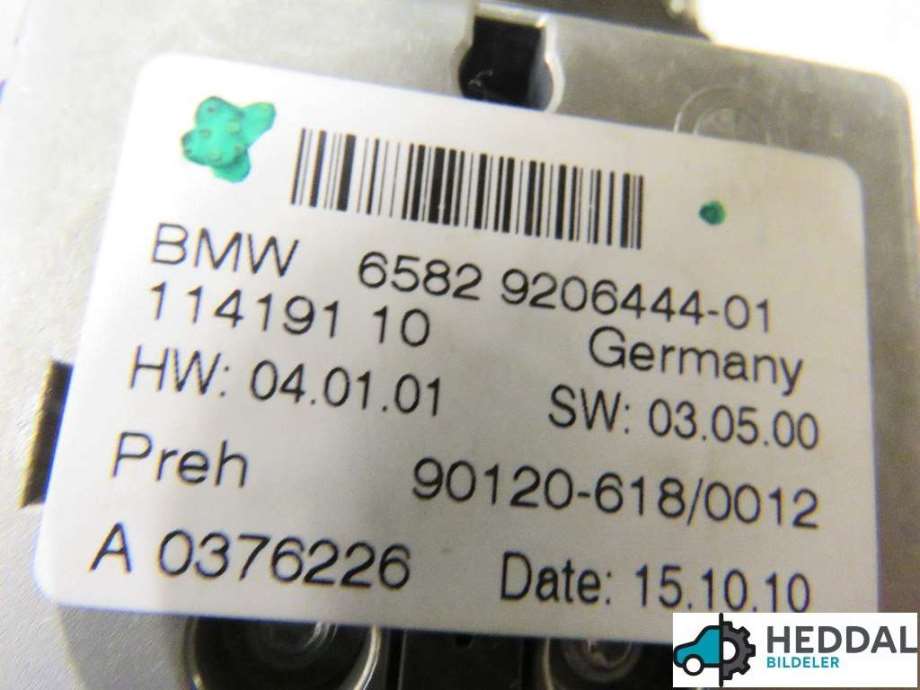 BMW 6582 9206444-01
114191 10 Germany
HW: 04.01.01 SW: 03.05.00
Preh 90120-618/0012
A 0376226 Date: 15.10.10
HEDDAL
BILDELER